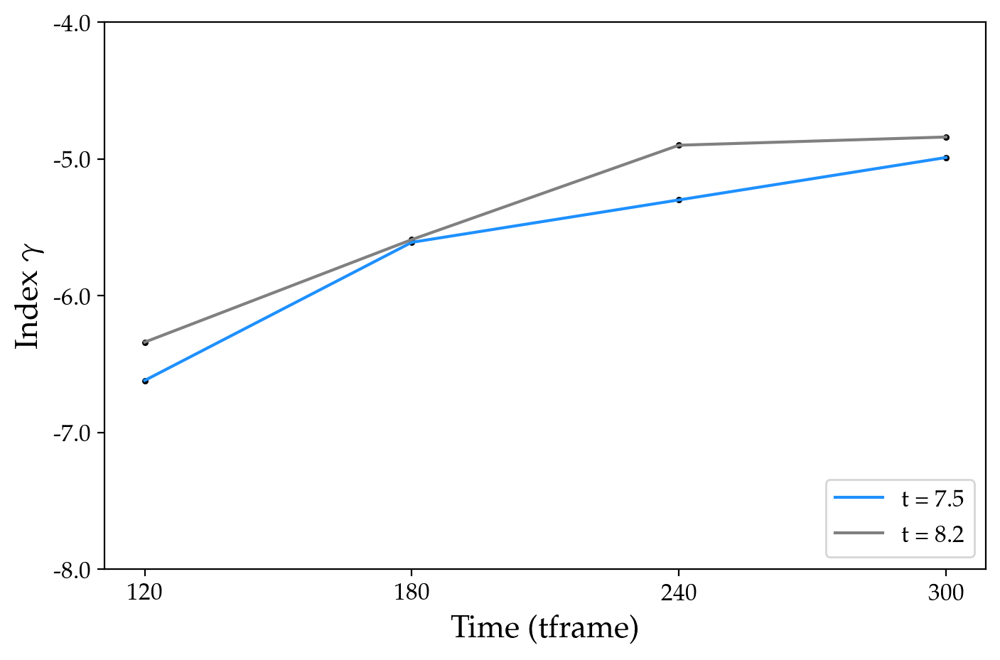 -4.0
-5.0
-6.0
-7.0
-8.0
Index γ
120 180 240 300
Time (tframe)
t = 7.5
t = 8.2